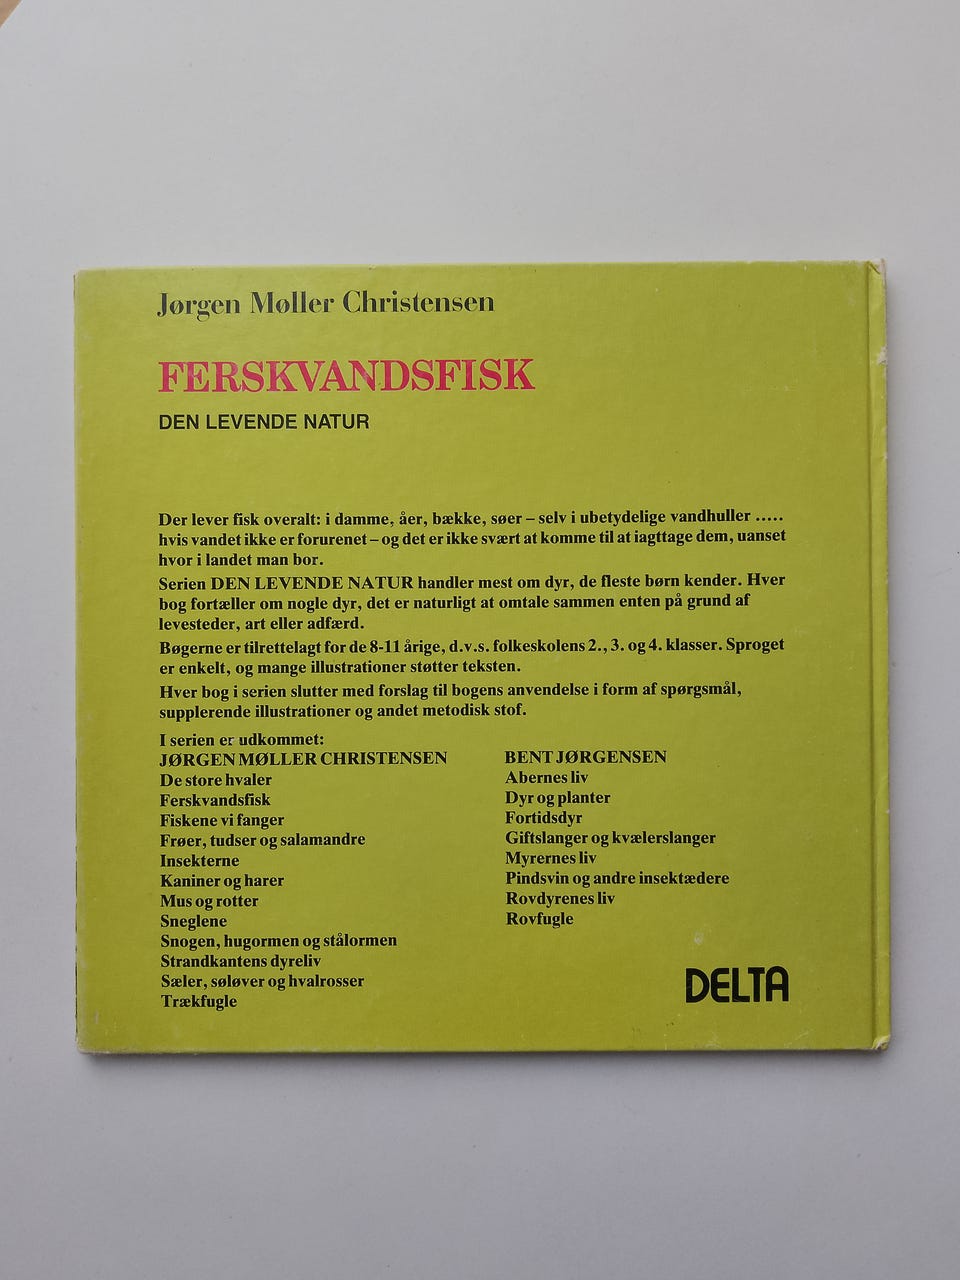 Jørgen Møller Christensen
FERSKVANDSFISK
DEN LEVENDE NATUR
Der lever fisk overalt: i damme, åer, bække, søer – selv i ubetydelige vandhuller .....
hvis vandet ikke er forurenet – og det er ikke svært at komme til at iagttage dem, uanset
hvor i landet man bor.
Serien DEN LEVENDE NATUR handler mest om dyr, de fleste børn kender. Hver
bog fortæller om nogle dyr, det er naturligt at omtale sammen enten på grund af
levesteder, art eller adfærd.
Bøgerne er tilrettelagt for de 8-11 årige, d.v.s. folkeskolens 2., 3. og 4. klasser. Sproget
er enkelt, og mange illustrationer støtter teksten.
Hver bog i serien slutter med forslag til bogens anvendelse i form af spørgsmål,
supplerende illustrationer og andet metodisk stof.
I serien er udkommet:
JØRGEN MØLLER CHRISTENSEN
De store hvaler
Ferskvandsfisk
Fiskene vi fanger
Frøer, tudser og salamandre
Insekterne
Kaniner og harer
Mus og rotter
Sneglene
Snogen, hugormen og stålormen
Strandkantens dyreliv
Sæler, søløver og hvalrosser
Trækfugle
BENT JØRGENSEN
Abernes liv
Dyr og planter
Fortidsdyr
Giftslanger og kvælerslanger
Myrernes liv
Pindsvin og andre insektædere
Rovdyrenes liv
Rovfugle
DELTA